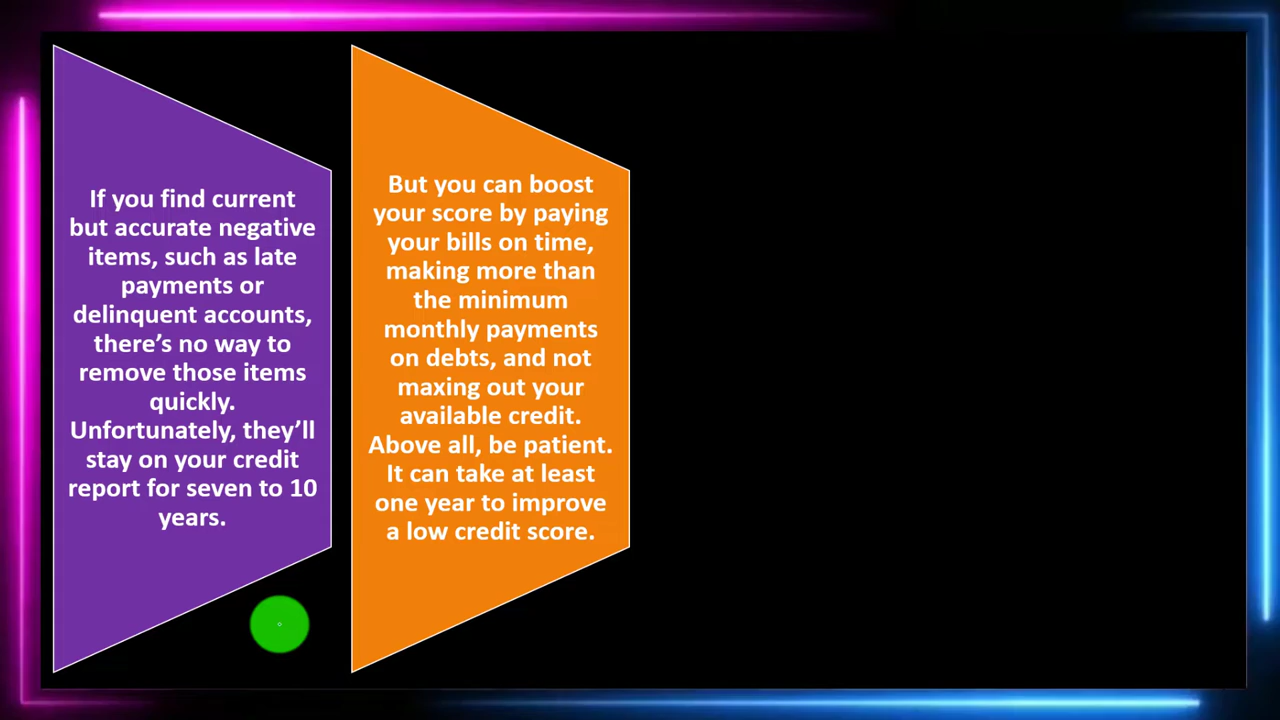 If you find current
but accurate negative
items, such as late
payments or
delinquent accounts,
there’s no way to
remove those items
quickly.
Unfortunately, they’ll
stay on your credit
report for seven to 10
years.
But you can boost
your score by paying
your bills on time,
making more than
the minimum
monthly payments
on debts, and not
maxing out your
available credit.
Above all, be patient.
It can take at least
one year to improve
a low credit score.